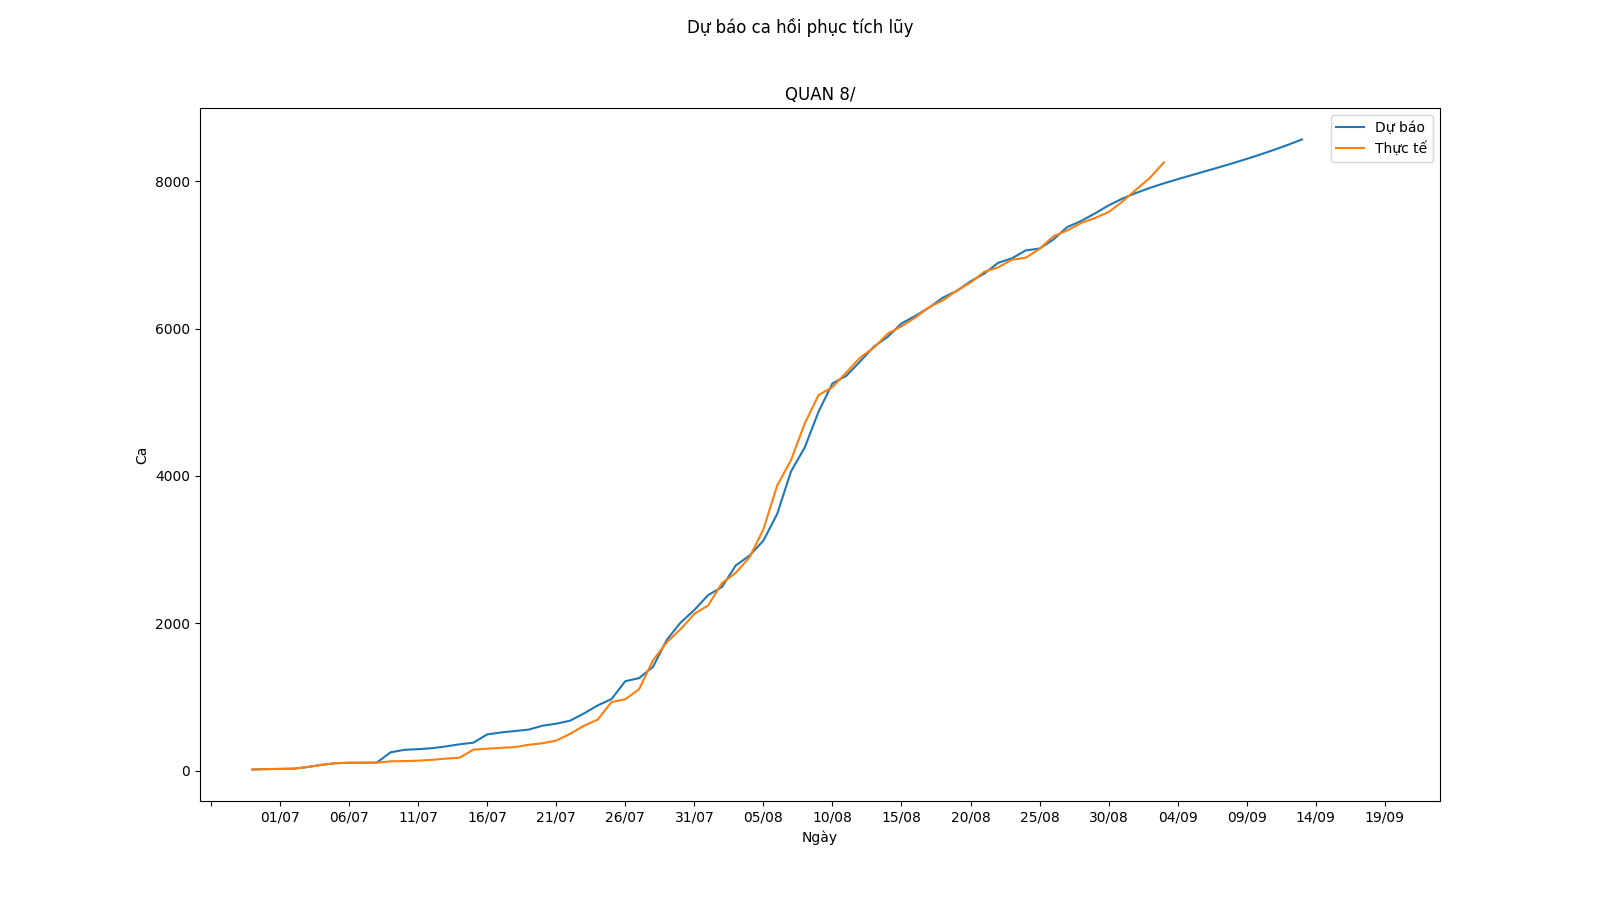 Dự báo ca hồi phục tích lũy
QUAN 8/
Dự báo
Thực tế
8000
6000
4000
2000
0
Ca
01/07 06/07 11/07 16/07 21/07 26/07 31/07 05/08 10/08 15/08 20/08 25/08 30/08 04/09 09/09 14/09 19/09
Ngày